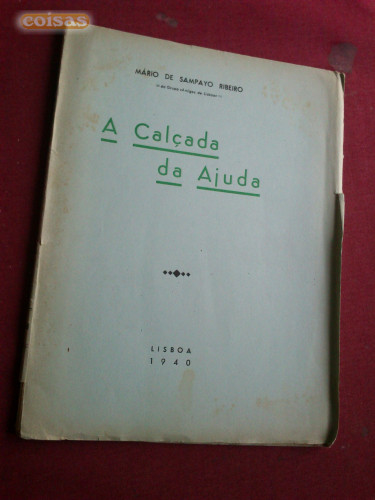 coisas
MÁRIO DE SAMPAYO RIBEIRO
A Calçada
da Ajuda
LISBOA
1940